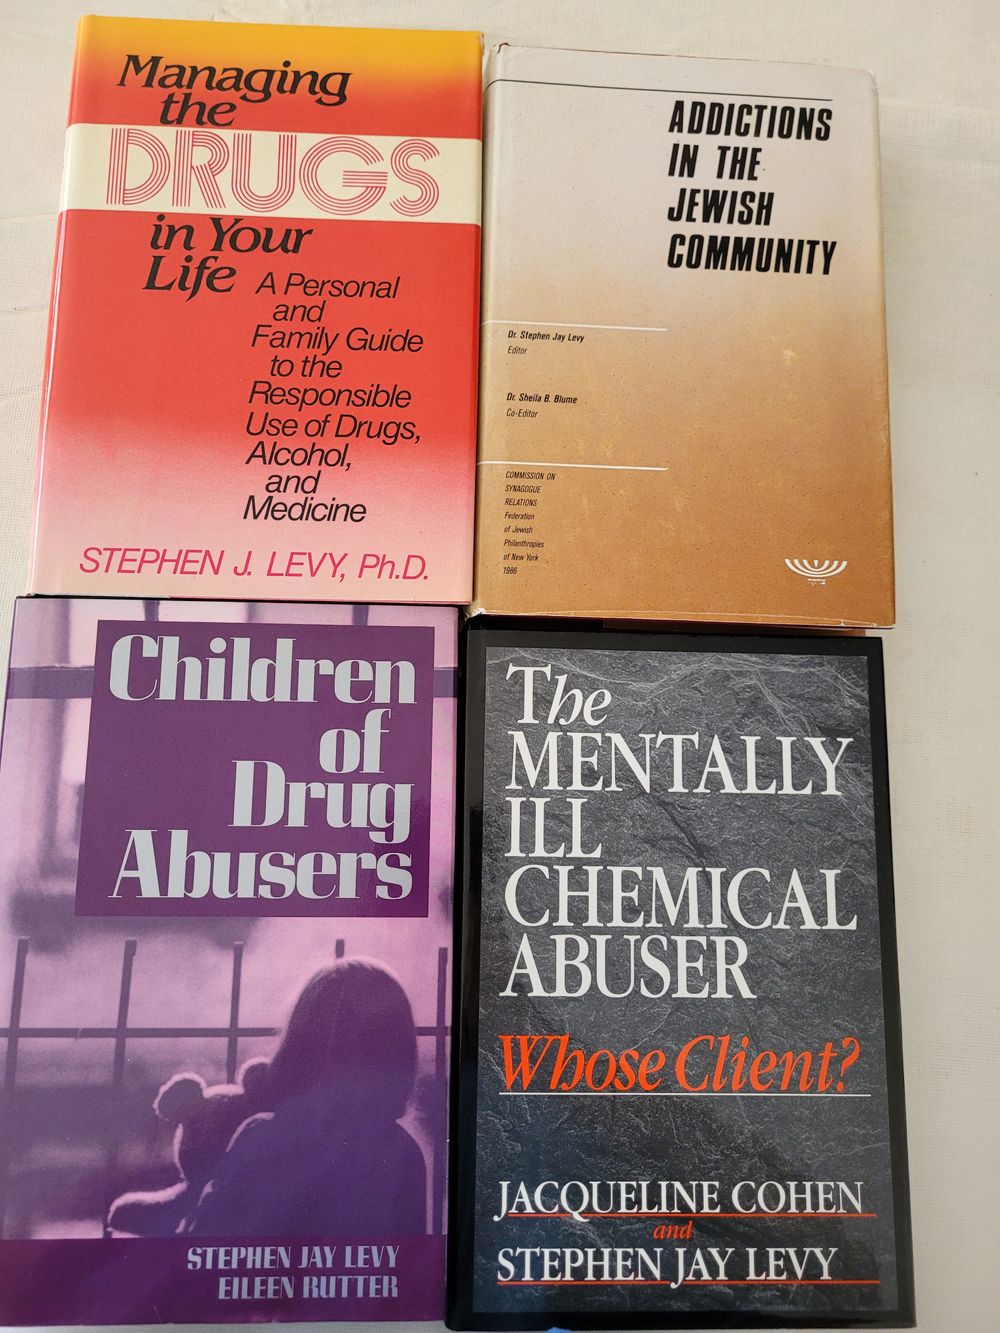 Managing
the
DRUGS
in Your
Life
A Personal
and
Family Guide
to the
Responsible
Use of Drugs,
Alcohol,
and
Medicine
STEPHEN J. LEVY, Ph.D.
ADDICTIONS
IN THE
JEWISH
COMMUNITY
Dr. Stephen Jay Levy
Editor
Dr. Sheila B. Blume
Co-Editor
COMMISSION ON
SYNAGOGUE
RELATIONS
Federation
of Jewish
Philanthropies
of New York
1986
Children
of
Drug
Abusers
STEPHEN JAY LEVY
EILEEN RUTTER
The
MENTALLY
ILL
CHEMICAL
ABUSER
Whose Client?
JACQUELINE COHEN
and
STEPHEN JAY LEVY